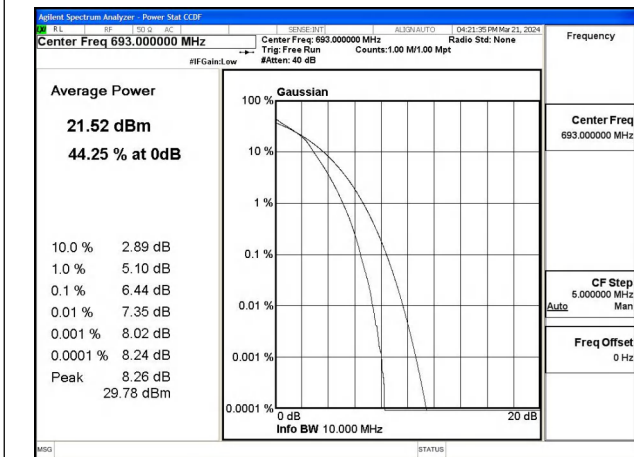 Agilent Spectrum Analyzer - Power Stat CCDF
RL RF 50 Ω AC SENSE:INT ALIGN AUTO 04:21:35 PM Mar 21, 2024
Center Freq 693.000000 MHz
Center Freq: 693.000000 MHz Radio Std: None
Trig: Free Run Counts:1.00 M/1.00 Mpt
#IFGain:Low #Atten: 40 dB
Frequency
Average Power
21.52 dBm
44.25 % at 0dB
10.0 % 2.89 dB
1.0 % 5.10 dB
0.1 % 6.44 dB
0.01 % 7.35 dB
0.001 % 8.02 dB
0.0001 % 8.24 dB
Peak 8.26 dB
29.78 dBm
Gaussian
100 %
10 %
1 %
0.1 %
0.01 %
0.001 %
0.0001 %
0 dB 20 dB
Info BW 10.000 MHz
Center Freq
693.000000 MHz
CF Step
5.000000 MHz
Auto Man
Freq Offset
0 Hz
MSG STATUS